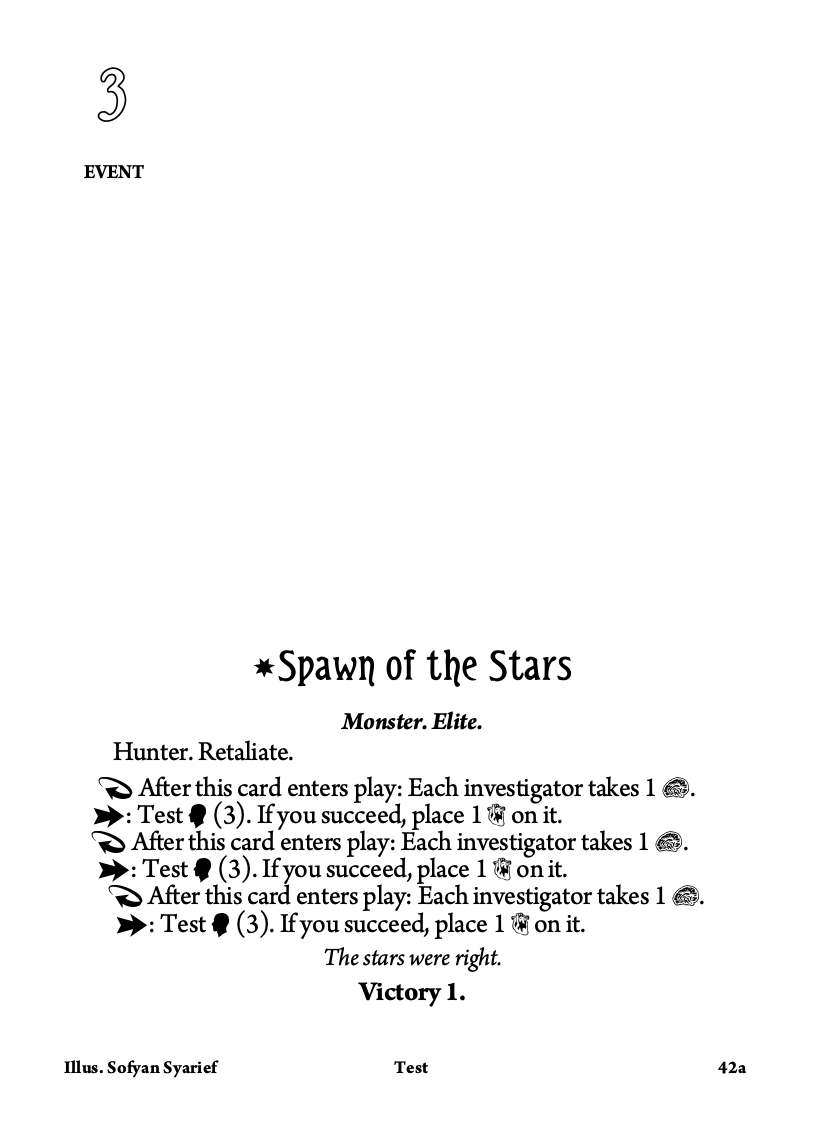 3
EVENT
Spawn of the Stars
Monster. Elite.
Hunter. Retaliate.
After this card enters play: Each investigator takes 1 .
: Test (3). If you succeed, place 1 on it.
After this card enters play: Each investigator takes 1 .
: Test (3). If you succeed, place 1 on it.
After this card enters play: Each investigator takes 1 .
: Test (3). If you succeed, place 1 on it.
The stars were right.
Victory 1.
Illus. Sofyan Syarief Test 42a